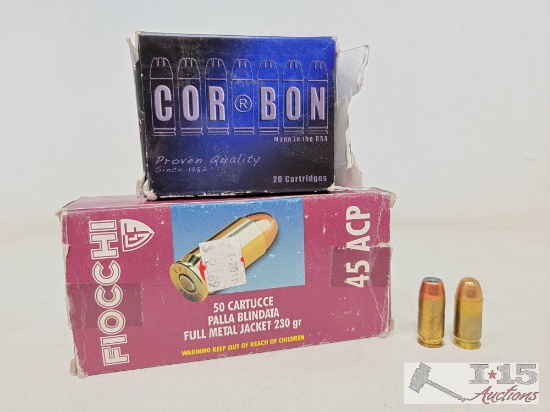 COR®BON
Made in the USA
Proven Quality
Since 1982
20 Cartridges
FIOCCHI
45 ACP
50 CARTUCCE
PALLA BLINDATA
FULL METAL JACKET 230 gr
WARNING KEEP OUT OF REACH OF CHILDREN
I★15
Auctions